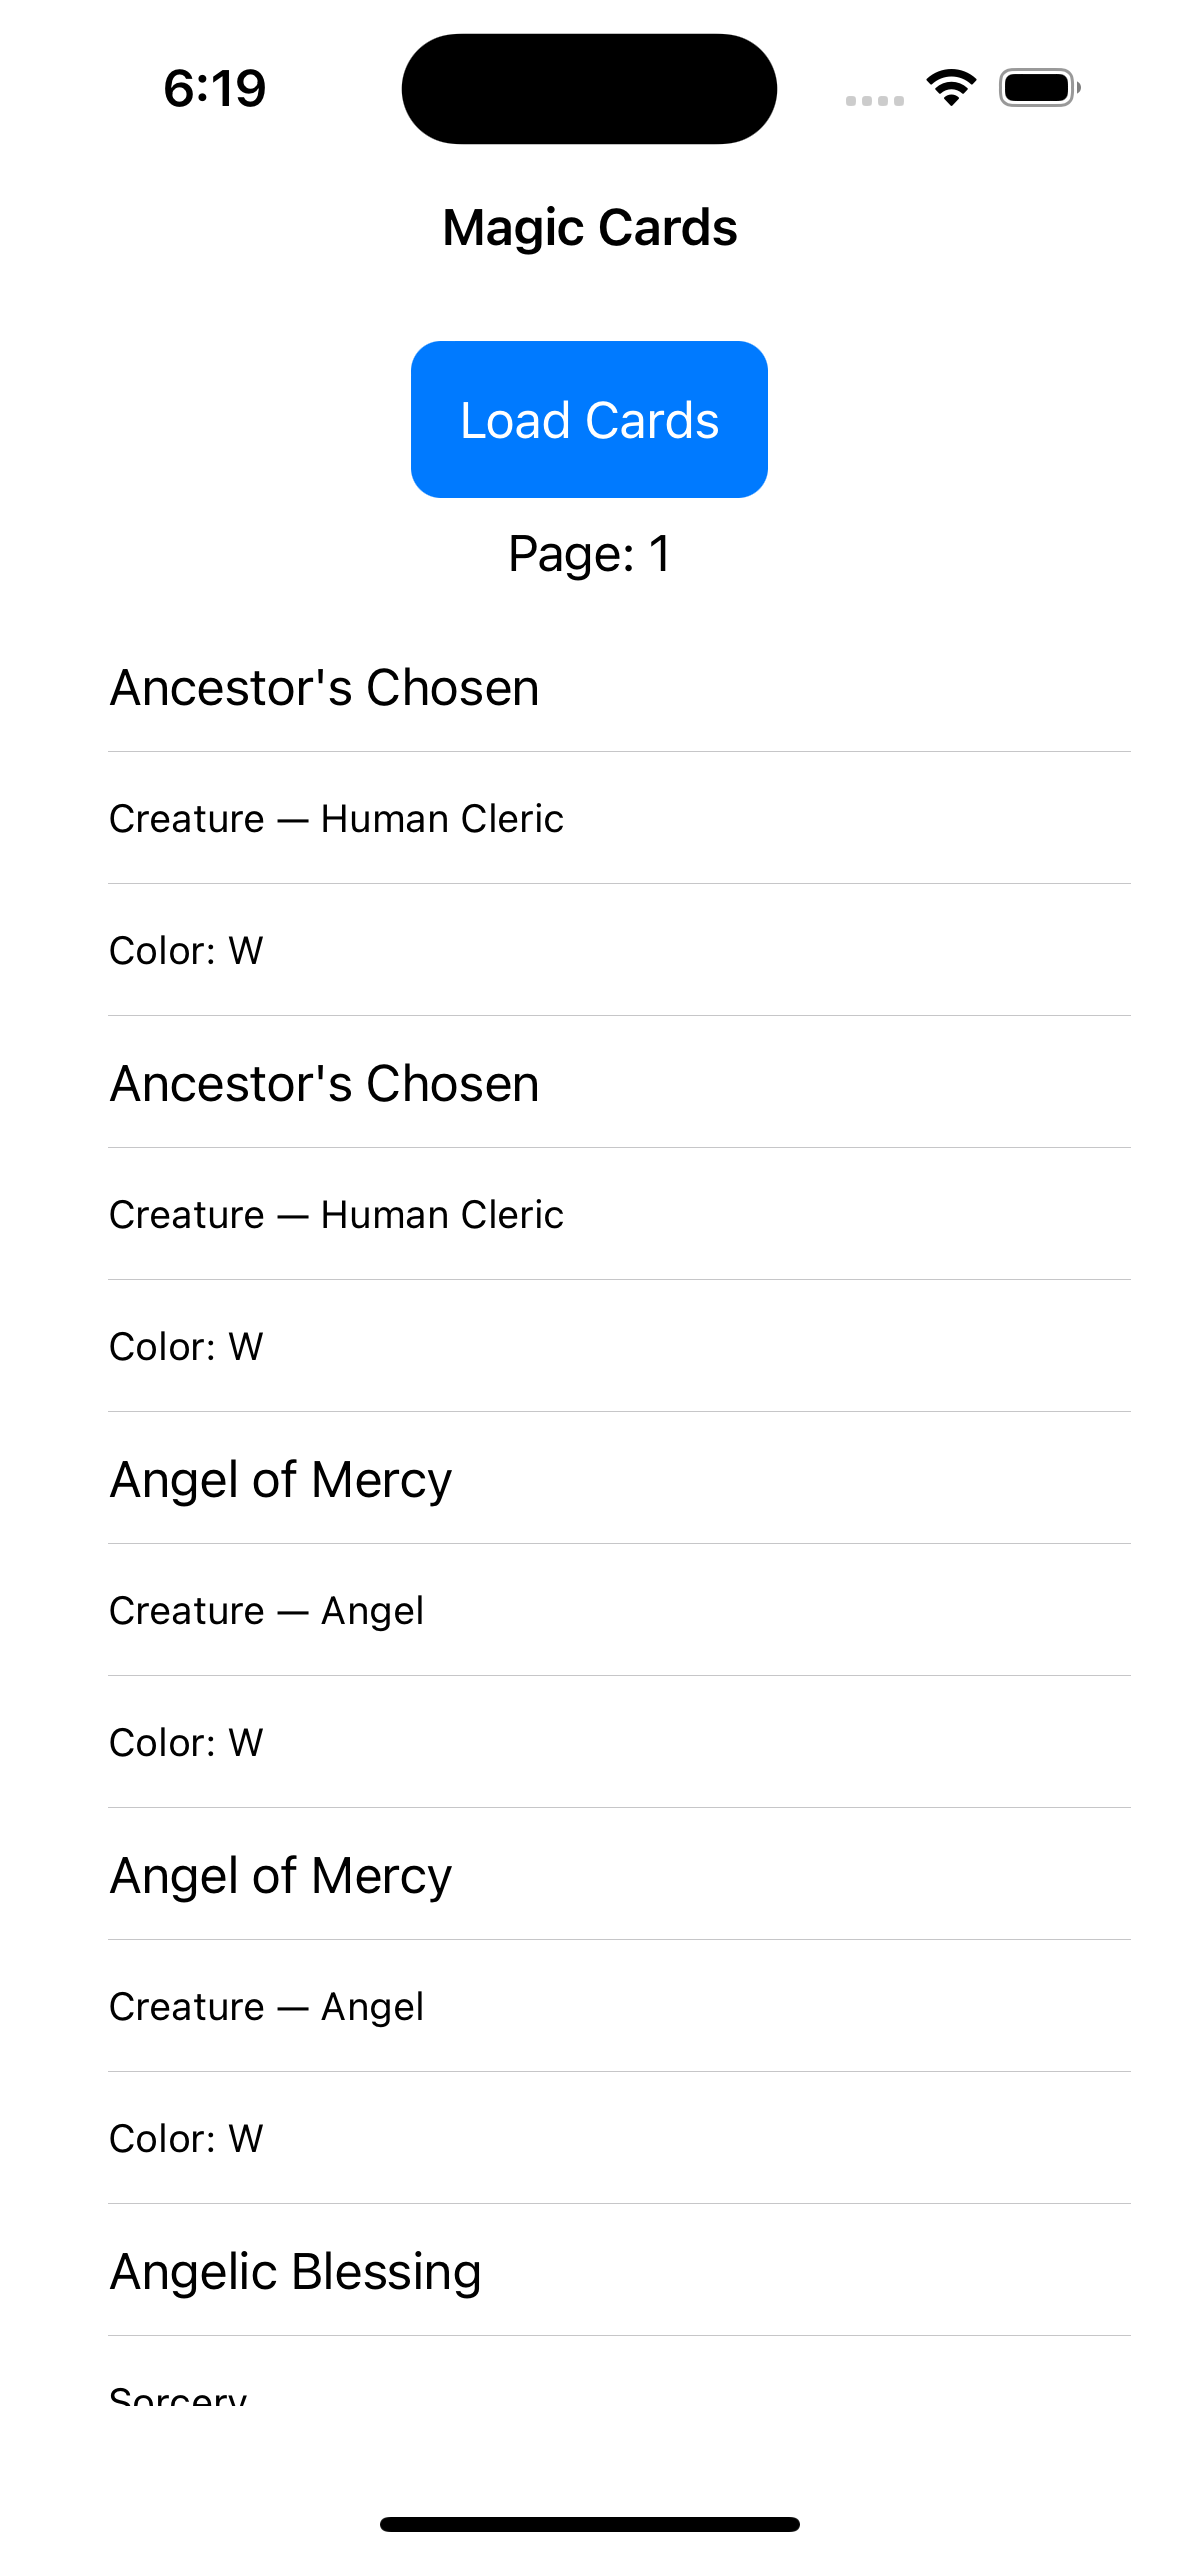 6:19
Magic Cards
Load Cards
Page: 1
Ancestor's Chosen
Creature — Human Cleric
Color: W
Ancestor's Chosen
Creature — Human Cleric
Color: W
Angel of Mercy
Creature — Angel
Color: W
Angel of Mercy
Creature — Angel
Color: W
Angelic Blessing
Sorcery